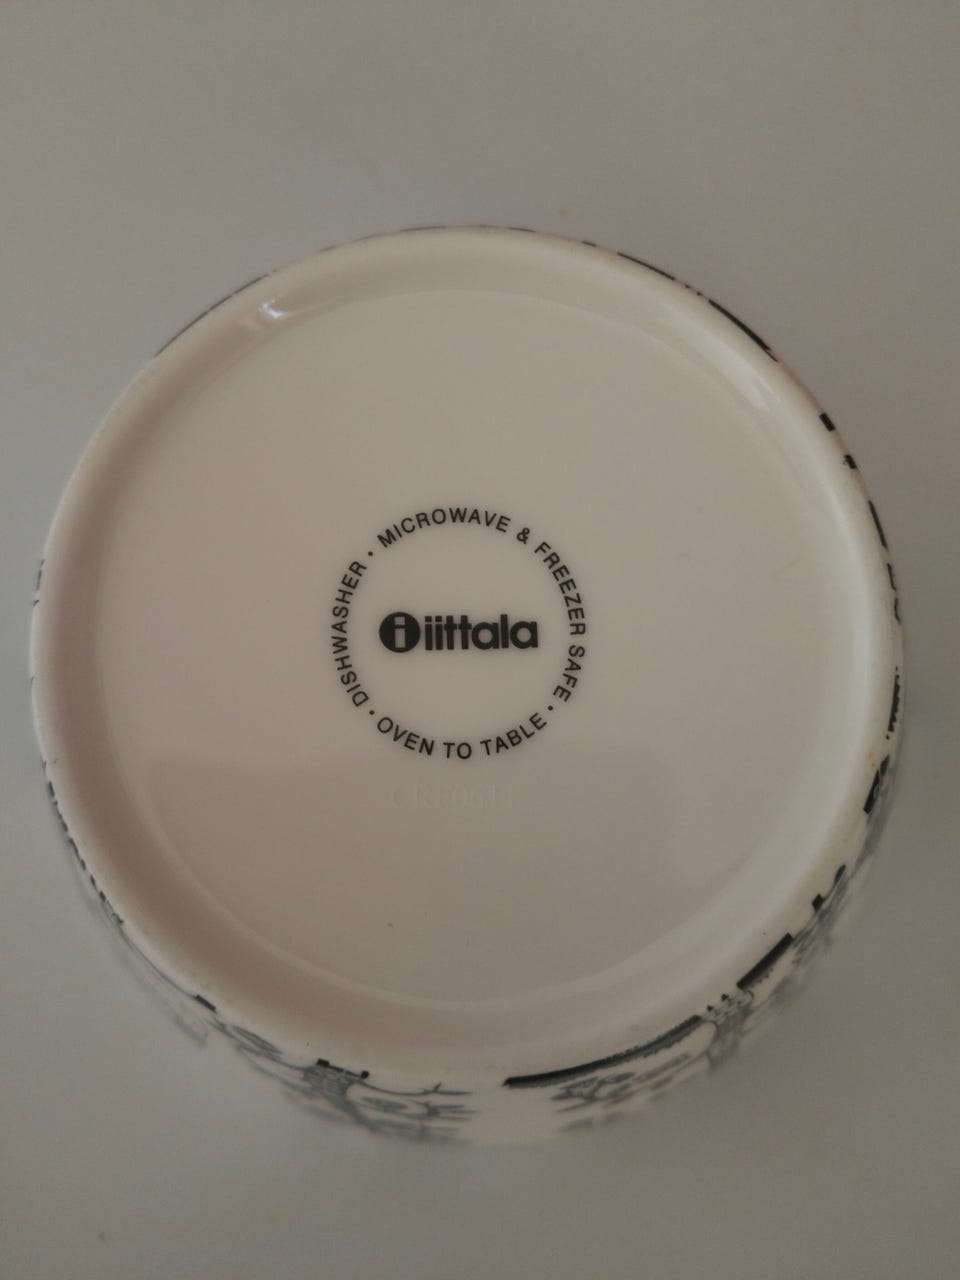 DISHWASHER · MICROWAVE & FREEZER SAFE · OVEN TO TABLE ·
i iittala